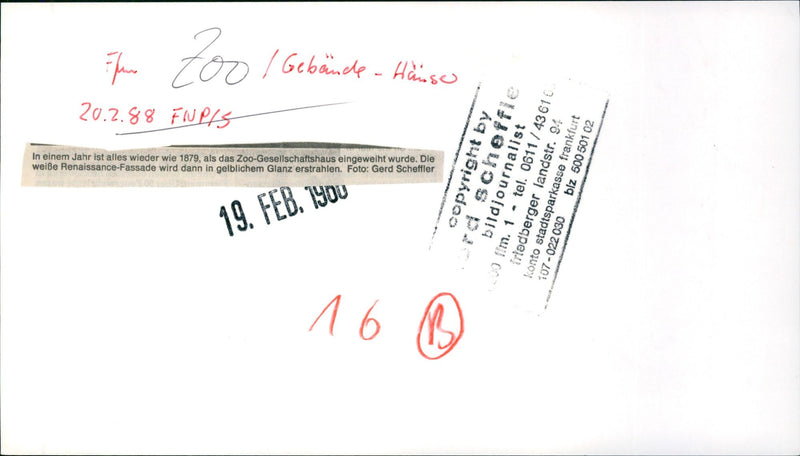 Ffm Zoo / Gebäude - Häuser
20.2.88 FNP/S
In einem Jahr ist alles wieder wie 1879, als das Zoo-Gesellschaftshaus eingeweiht wurde. Die
weiße Renaissance-Fassade wird dann in gelblichem Glanz erstrahlen. Foto: Gerd Scheffler
19. FEB. 1988
copyright by
erd scheffle
bildjournalist
ffm. 1 - tel. 0611/43616
friedberger landstr. 94
konto stadtsparkasse frankfurt
107-022030 blz 500 501 02
16 B